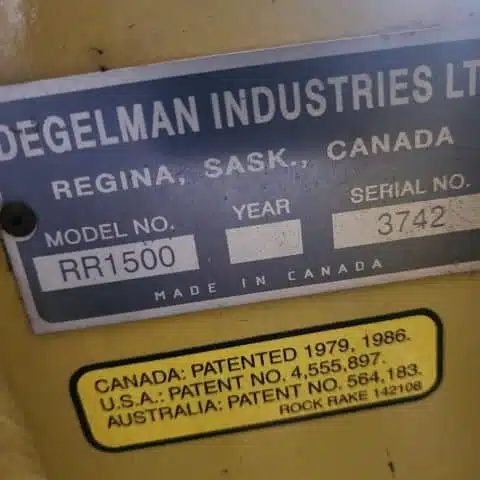 DEGELMAN INDUSTRIES LT
REGINA, SASK., CANADA
MODEL NO. YEAR SERIAL NO.
RR1500 3742
MADE IN CANADA
CANADA: PATENTED 1979, 1986.
U.S.A.: PATENT NO. 4,555,897.
AUSTRALIA: PATENT NO. 564,183.
ROCK RAKE 142108